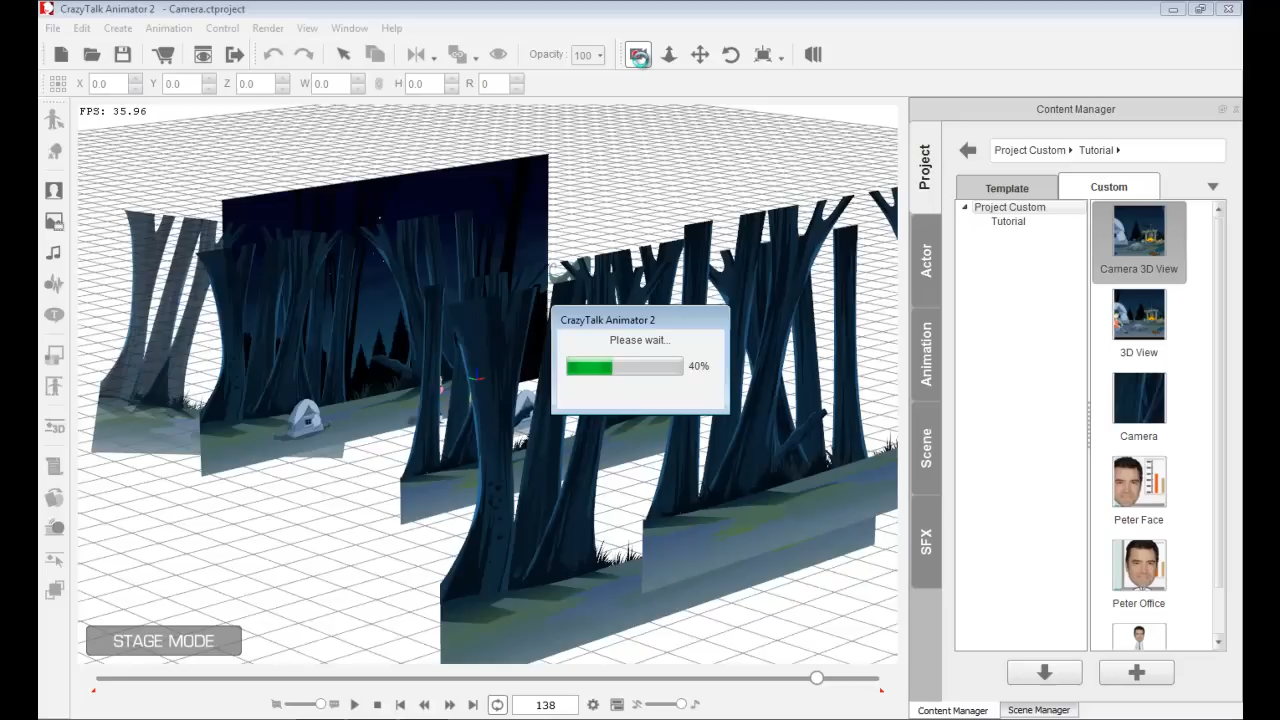 CrazyTalk Animator 2 - Camera.ctproject
File Edit Create Animation Control Render View Window Help
Opacity: 100
X 0.0 Y 0.0 Z 0.0 W 0.0 H 0.0 R 0
FPS: 35.96
Content Manager
Project Custom Tutorial
Template Custom
Project
Actor
Animation
Scene
SFX
Project Custom
Tutorial
Camera 3D View
3D View
Camera
Peter Face
Peter Office
CrazyTalk Animator 2
Please wait...
40%
STAGE MODE
138
Content Manager Scene Manager